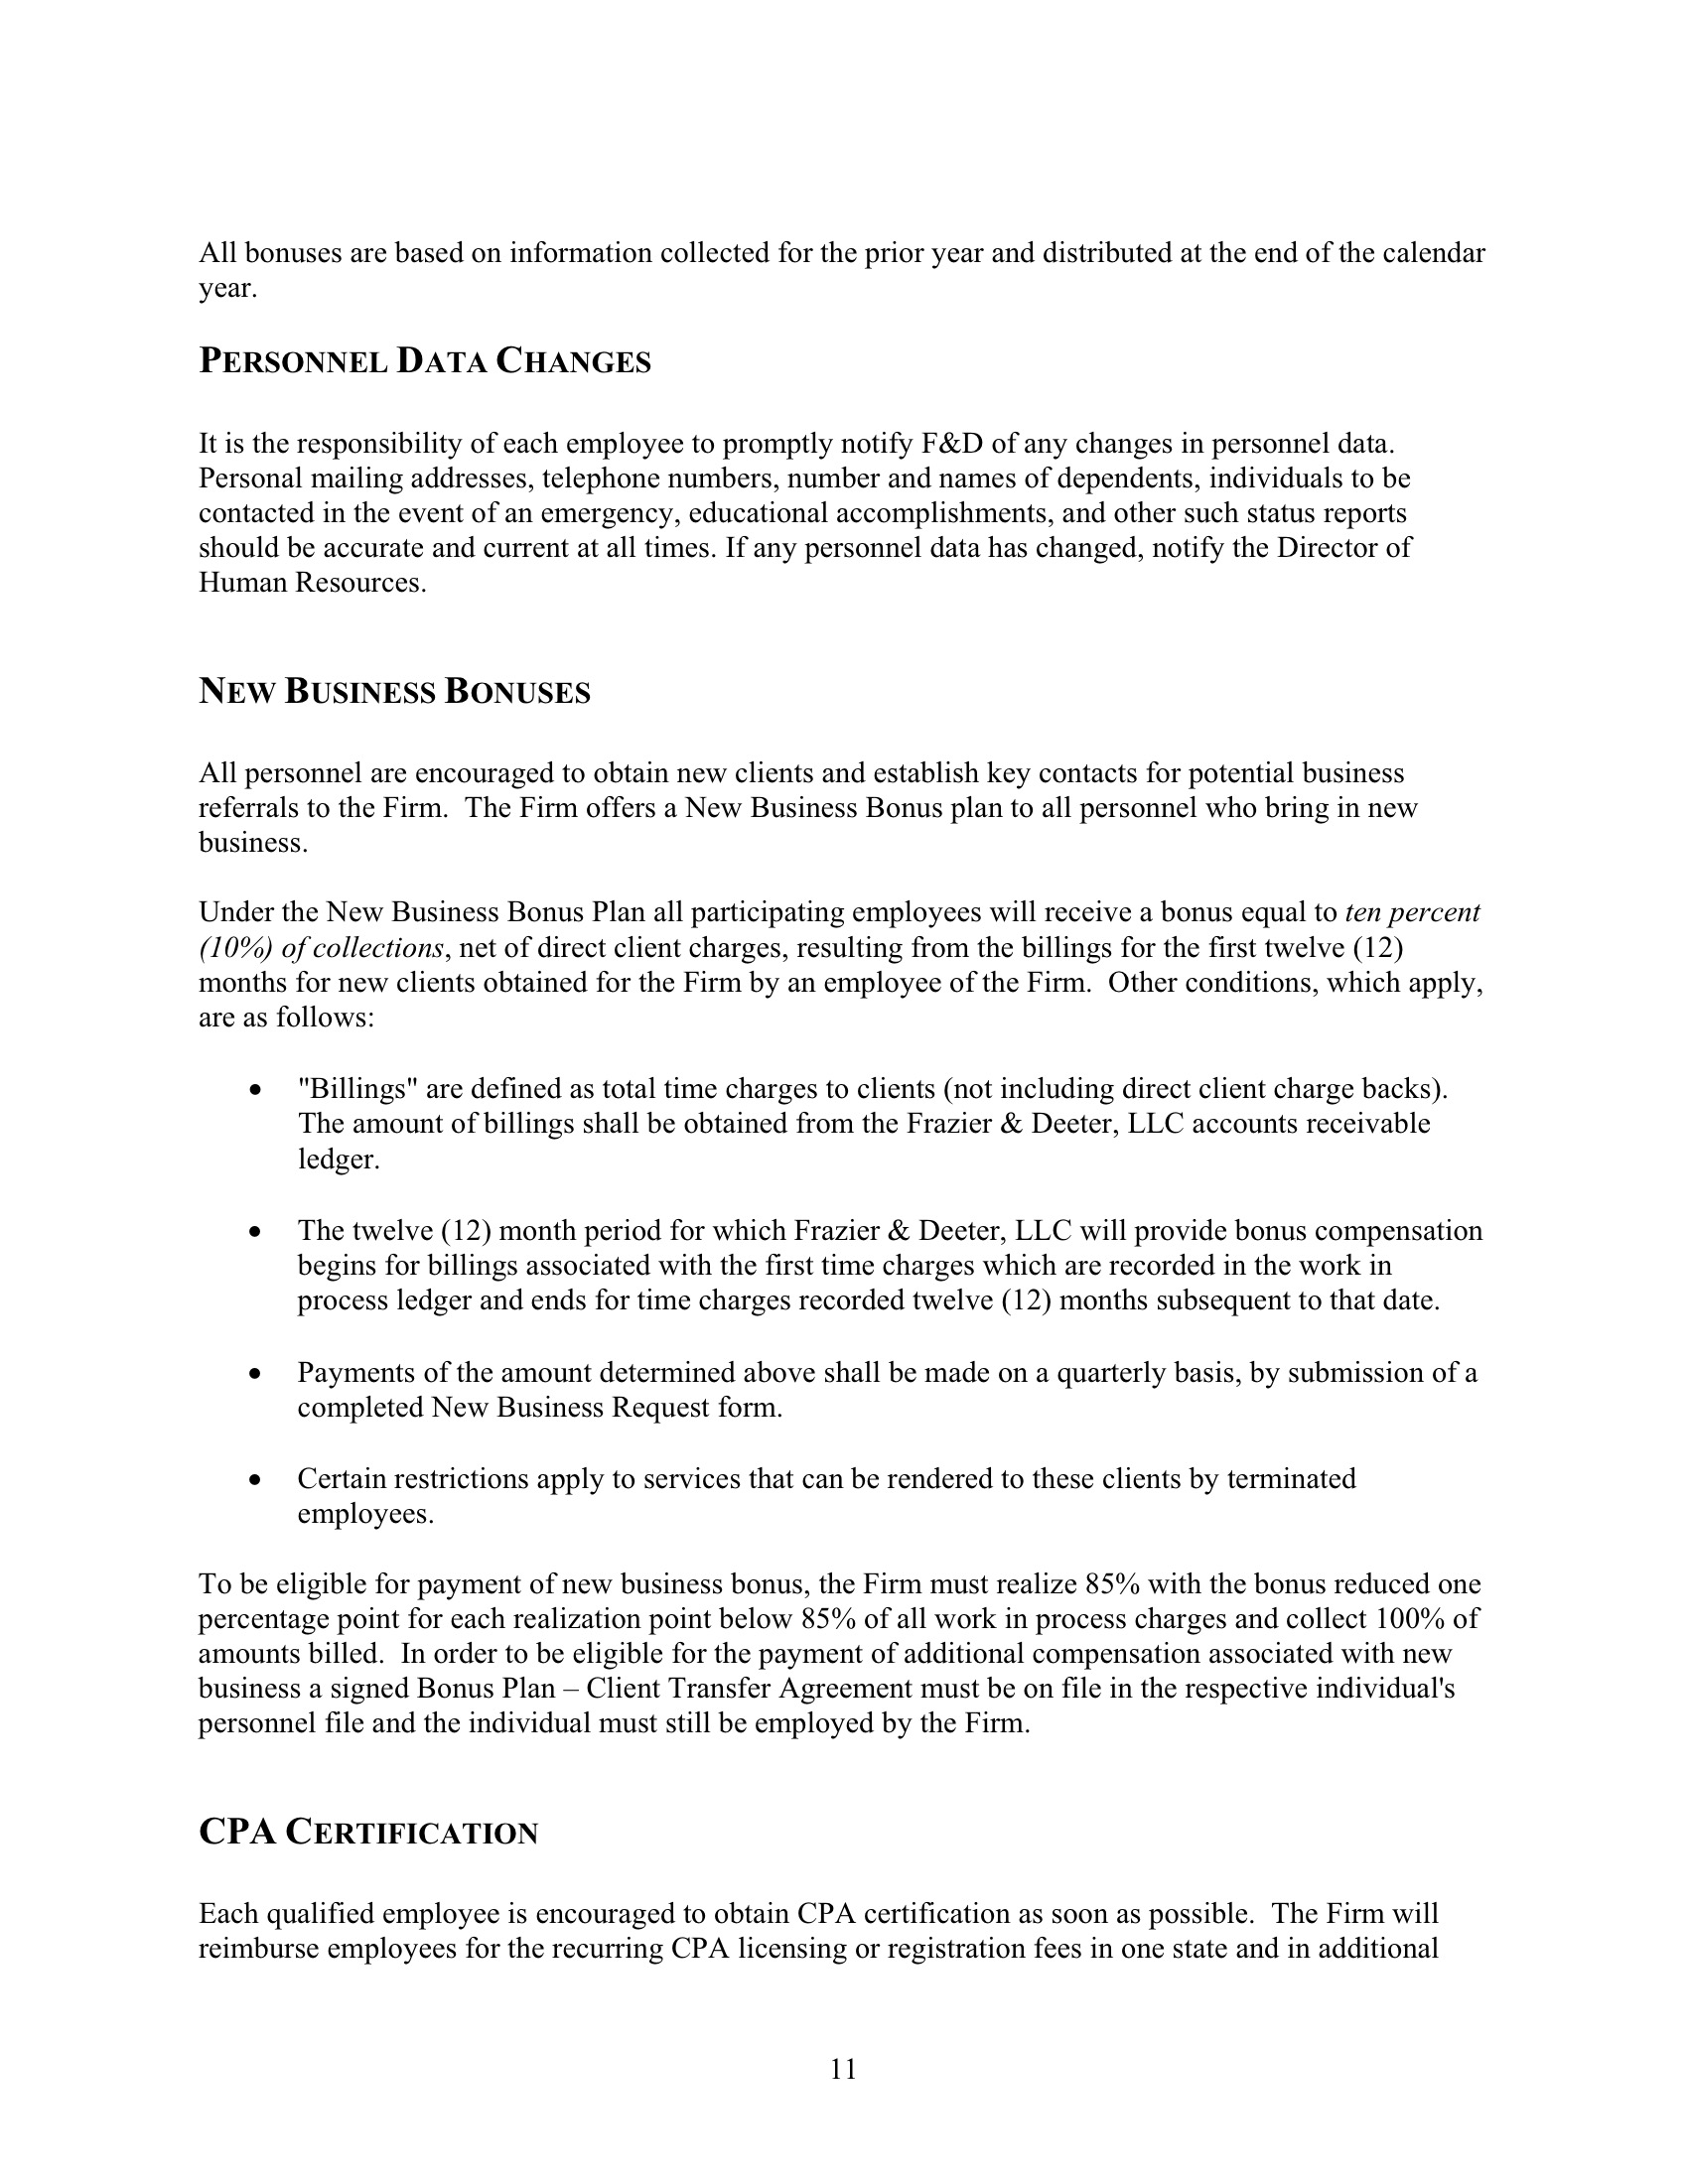 All bonuses are based on information collected for the prior year and distributed at the end of the calendar
year.
PERSONNEL DATA CHANGES
It is the responsibility of each employee to promptly notify F&D of any changes in personnel data.
Personal mailing addresses, telephone numbers, number and names of dependents, individuals to be
contacted in the event of an emergency, educational accomplishments, and other such status reports
should be accurate and current at all times. If any personnel data has changed, notify the Director of
Human Resources.
NEW BUSINESS BONUSES
All personnel are encouraged to obtain new clients and establish key contacts for potential business
referrals to the Firm.  The Firm offers a New Business Bonus plan to all personnel who bring in new
business.
Under the New Business Bonus Plan all participating employees will receive a bonus equal to ten percent
(10%) of collections, net of direct client charges, resulting from the billings for the first twelve (12)
months for new clients obtained for the Firm by an employee of the Firm.  Other conditions, which apply,
are as follows:
• "Billings" are defined as total time charges to clients (not including direct client charge backs).
The amount of billings shall be obtained from the Frazier & Deeter, LLC accounts receivable
ledger.
• The twelve (12) month period for which Frazier & Deeter, LLC will provide bonus compensation
begins for billings associated with the first time charges which are recorded in the work in
process ledger and ends for time charges recorded twelve (12) months subsequent to that date.
• Payments of the amount determined above shall be made on a quarterly basis, by submission of a
completed New Business Request form.
• Certain restrictions apply to services that can be rendered to these clients by terminated
employees.
To be eligible for payment of new business bonus, the Firm must realize 85% with the bonus reduced one
percentage point for each realization point below 85% of all work in process charges and collect 100% of
amounts billed.  In order to be eligible for the payment of additional compensation associated with new
business a signed Bonus Plan – Client Transfer Agreement must be on file in the respective individual's
personnel file and the individual must still be employed by the Firm.
CPA CERTIFICATION
Each qualified employee is encouraged to obtain CPA certification as soon as possible.  The Firm will
reimburse employees for the recurring CPA licensing or registration fees in one state and in additional
11